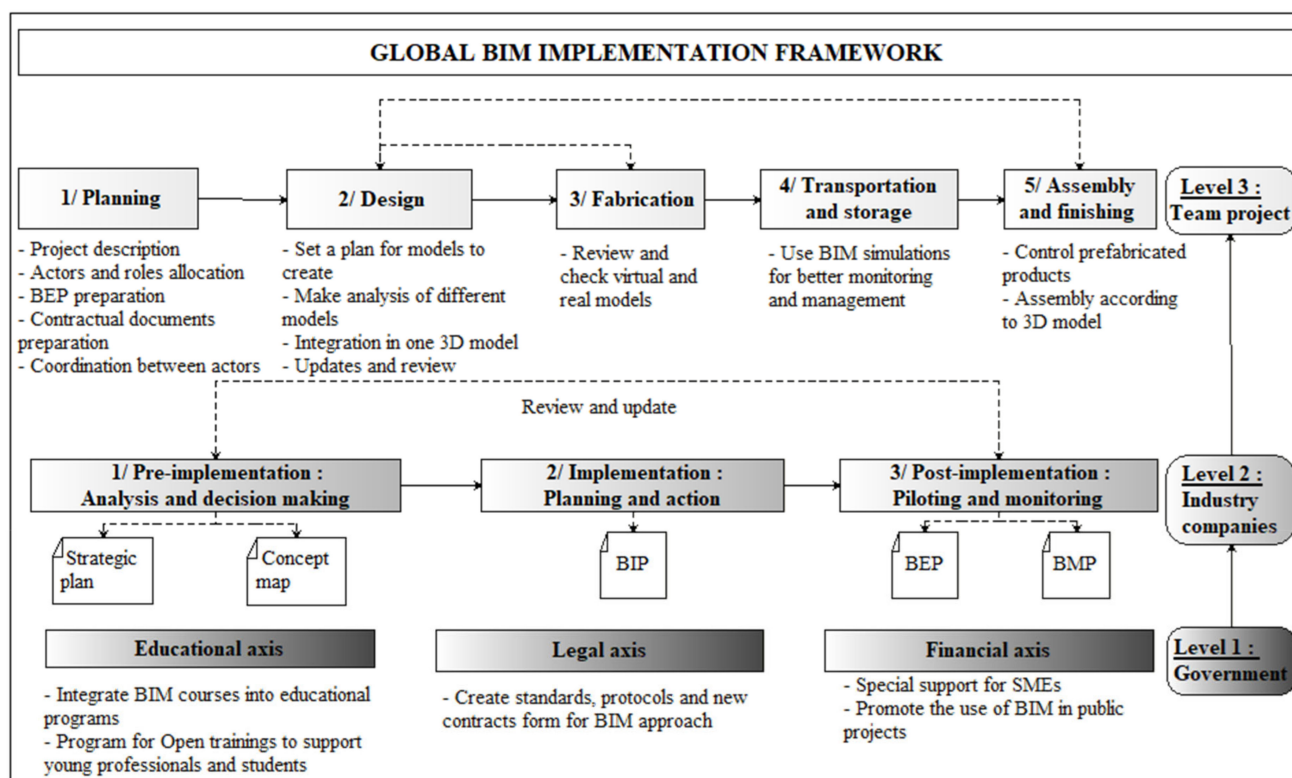 GLOBAL BIM IMPLEMENTATION FRAMEWORK
1/ Planning
- Project description
- Actors and roles allocation
- BEP preparation
- Contractual documents
preparation
- Coordination between actors
2/ Design
- Set a plan for models to
create
- Make analysis of different
models
- Integration in one 3D model
- Updates and review
3/ Fabrication
- Review and
check virtual and
real models
4/ Transportation
and storage
- Use BIM simulations
for better monitoring
and management
5/ Assembly
and finishing
- Control prefabricated
products
- Assembly according
to 3D model
Level 3 :
Team project
Review and update
1/ Pre-implementation :
Analysis and decision making
Strategic
plan
Concept
map
2/ Implementation :
Planning and action
BIP
3/ Post-implementation :
Piloting and monitoring
BEP
BMP
Level 2 :
Industry
companies
Educational axis
- Integrate BIM courses into educational
programs
- Program for Open trainings to support
young professionals and students
Legal axis
- Create standards, protocols and new
contracts form for BIM approach
Financial axis
- Special support for SMEs
- Promote the use of BIM in public
projects
Level 1 :
Government